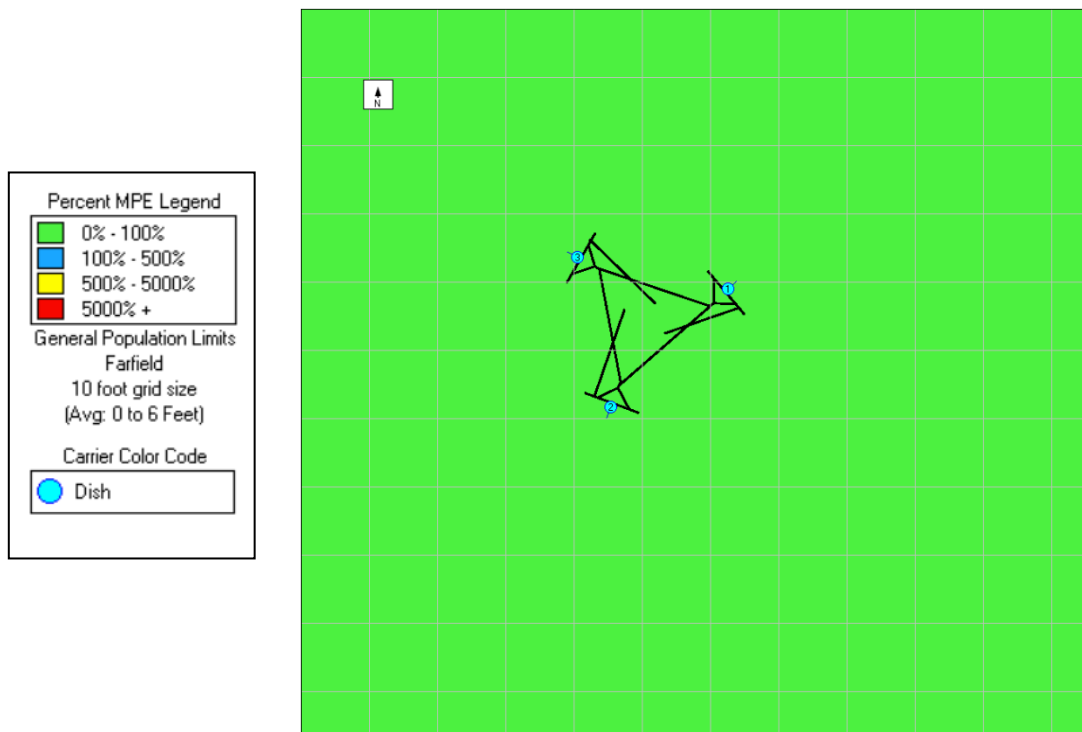 N
Percent MPE Legend
0% - 100%
100% - 500%
500% - 5000%
5000% +
General Population Limits
Farfield
10 foot grid size
(Avg: 0 to 6 Feet)
Carrier Color Code
Dish
3
1
2